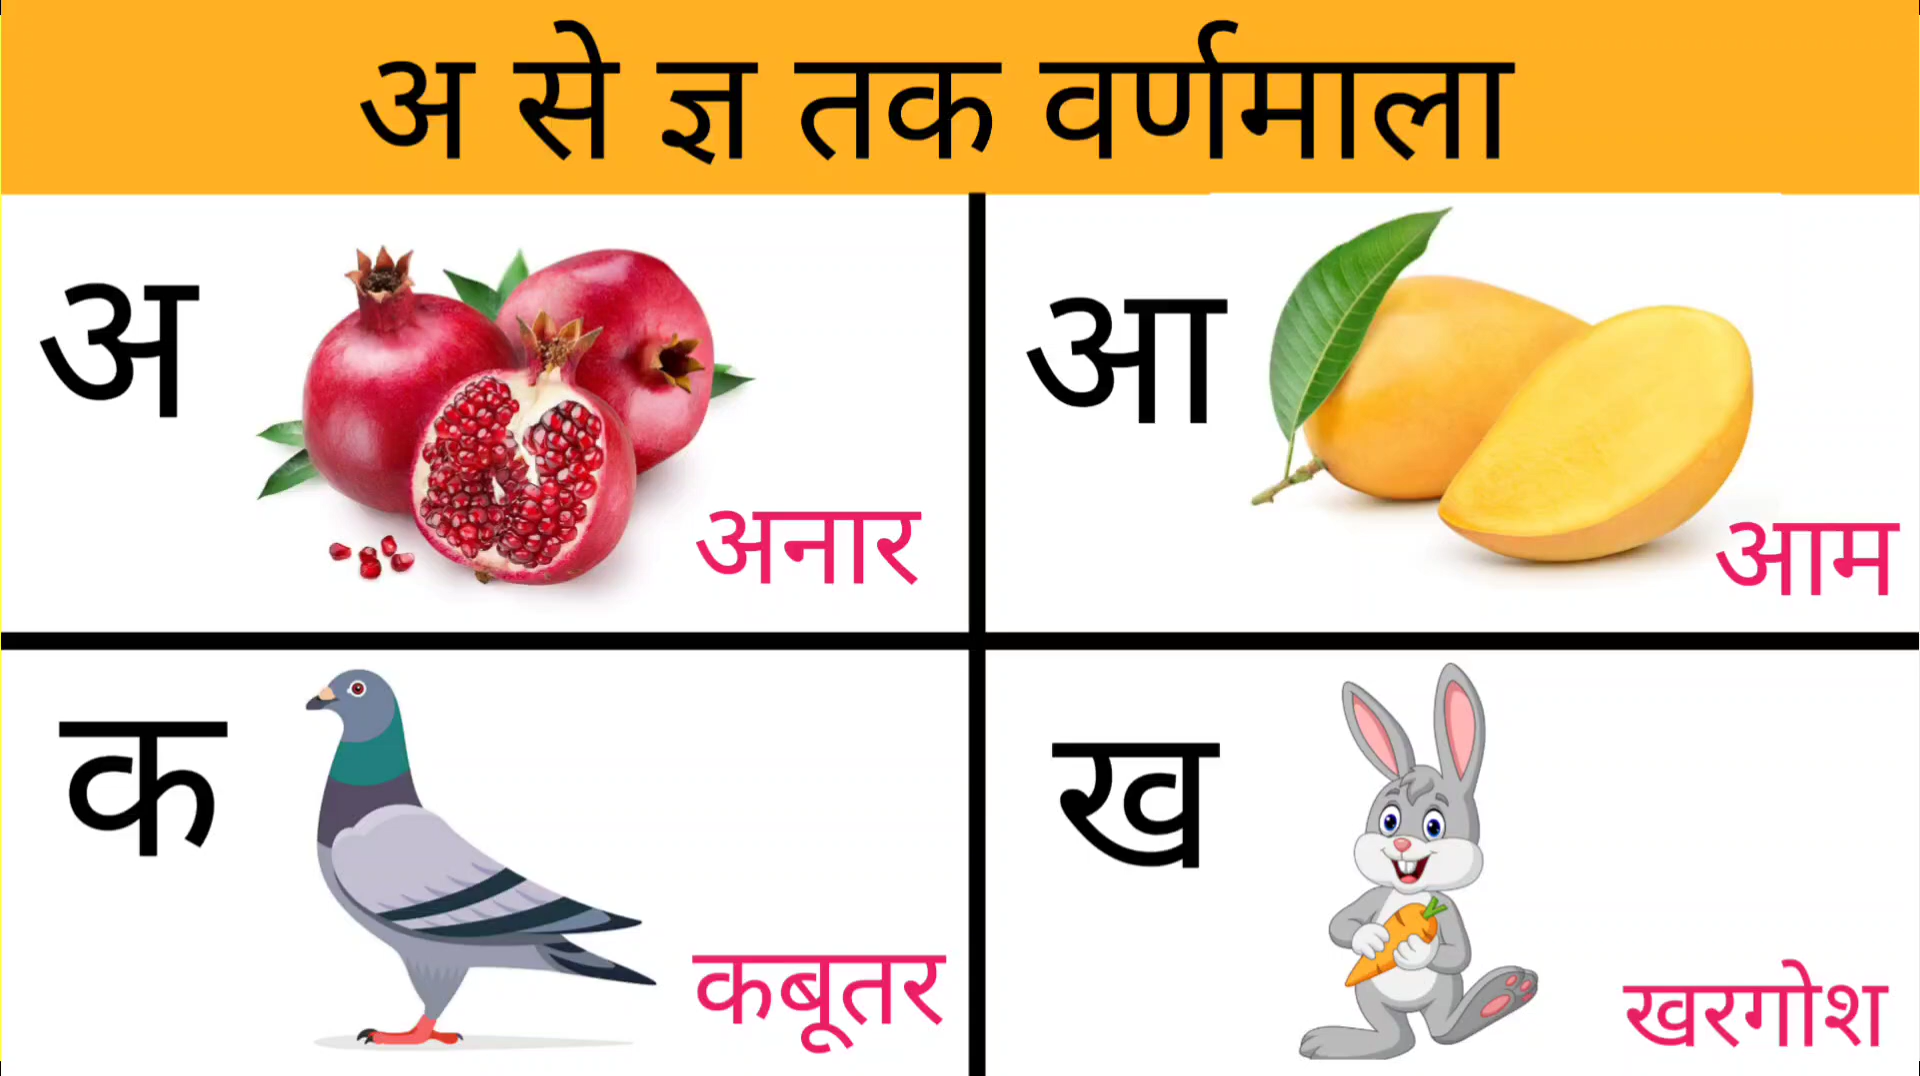 अ से ज्ञ तक वर्णमाला
अ
अनार
आ
आम
क
कबूतर
ख
खरगोश